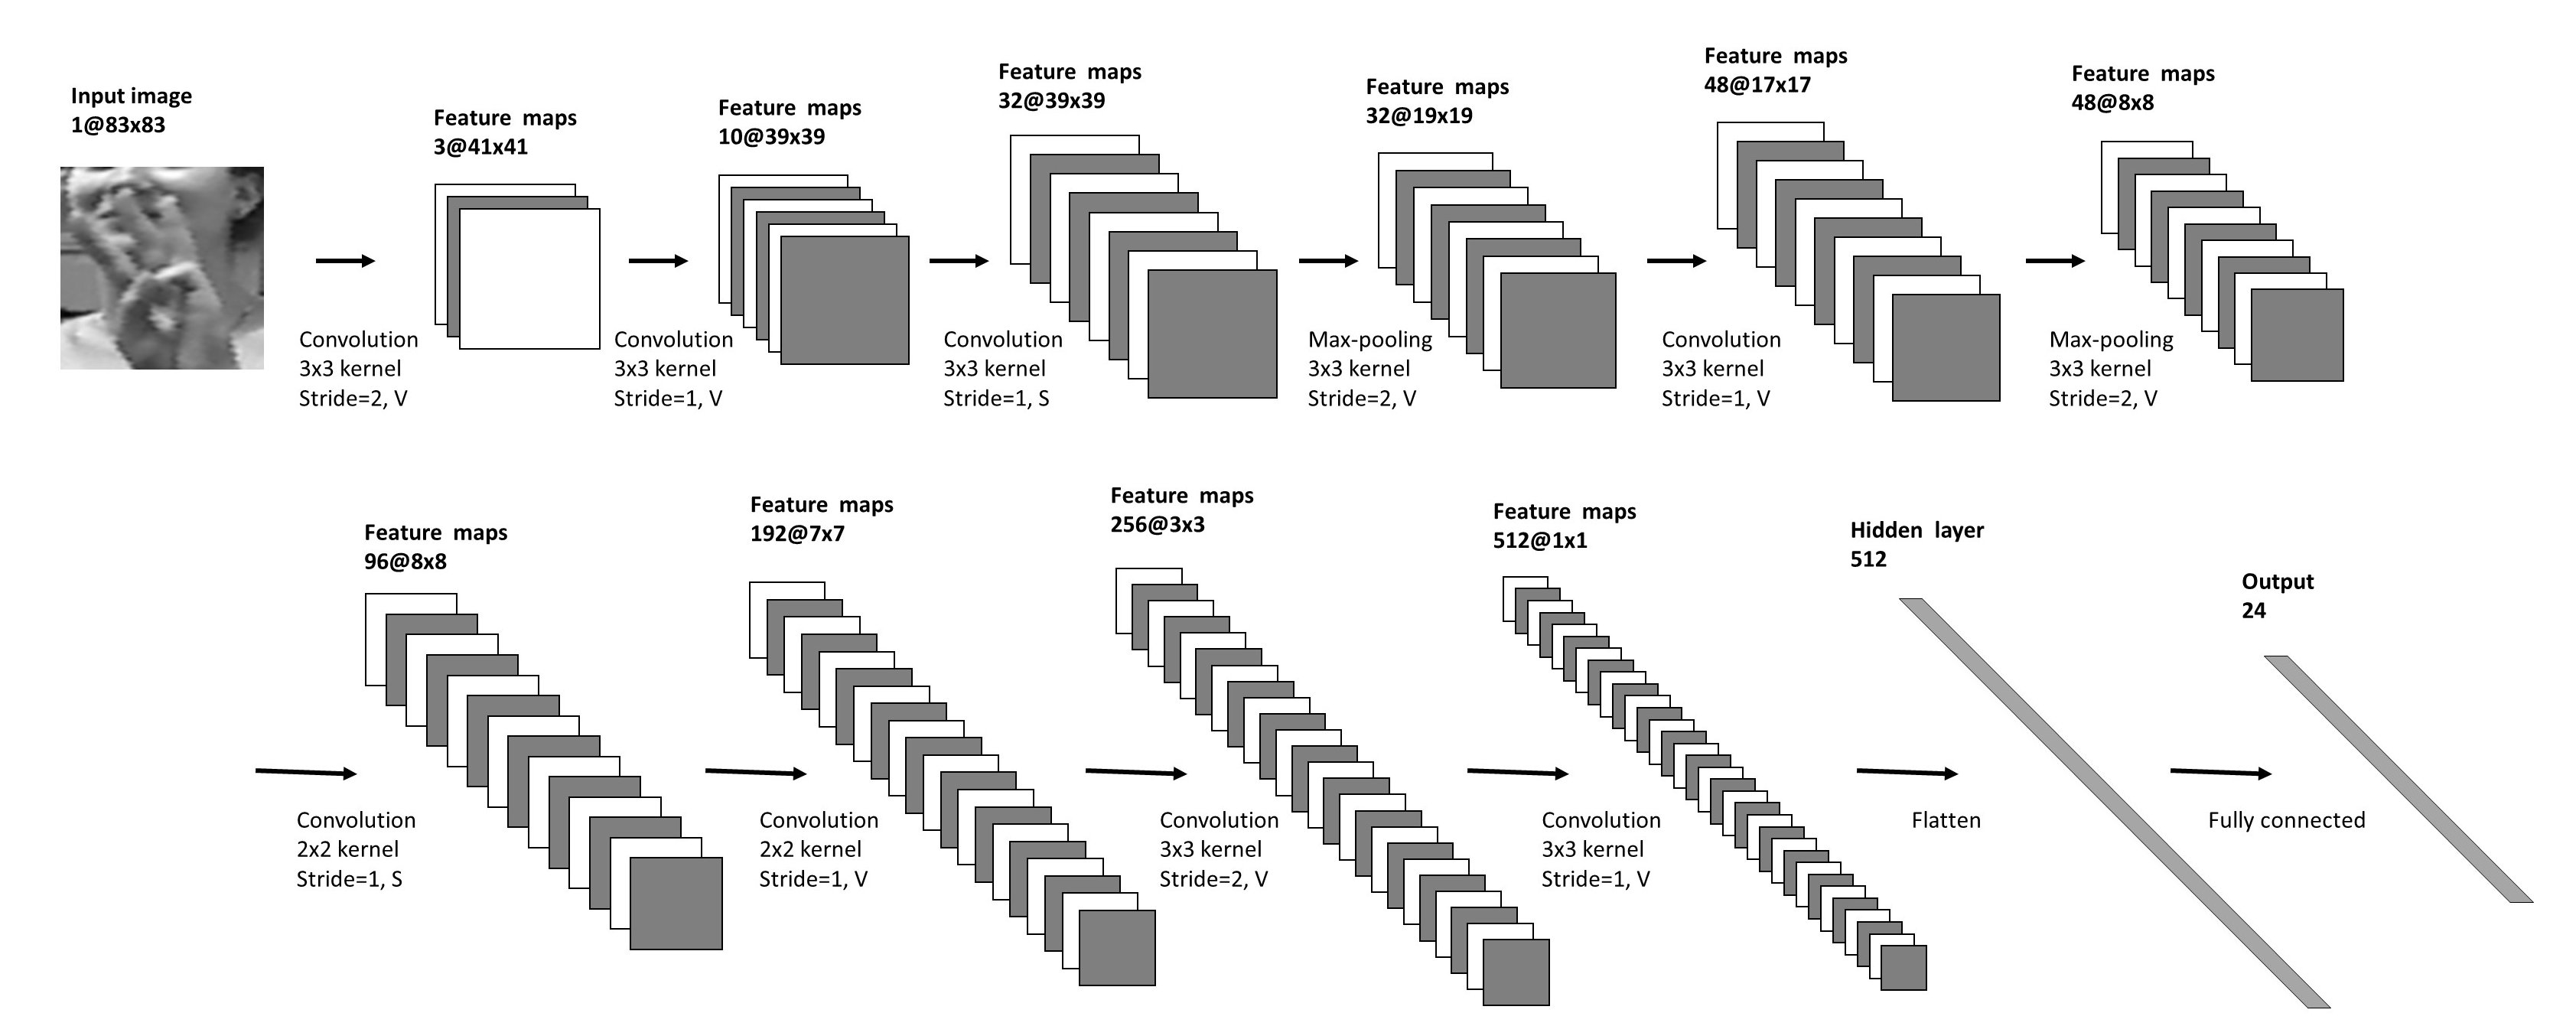 Input image
1@83x83
Convolution
3x3 kernel
Stride=2, V
Feature maps
3@41x41
Convolution
3x3 kernel
Stride=1, V
Feature maps
10@39x39
Convolution
3x3 kernel
Stride=1, S
Feature maps
32@39x39
Max-pooling
3x3 kernel
Stride=2, V
Feature maps
32@19x19
Convolution
3x3 kernel
Stride=1, V
Feature maps
48@17x17
Max-pooling
3x3 kernel
Stride=2, V
Feature maps
48@8x8
Convolution
2x2 kernel
Stride=1, S
Feature maps
96@8x8
Convolution
2x2 kernel
Stride=1, V
Feature maps
192@7x7
Convolution
3x3 kernel
Stride=2, V
Feature maps
256@3x3
Convolution
3x3 kernel
Stride=1, V
Feature maps
512@1x1
Flatten
Hidden layer
512
Fully connected
Output
24